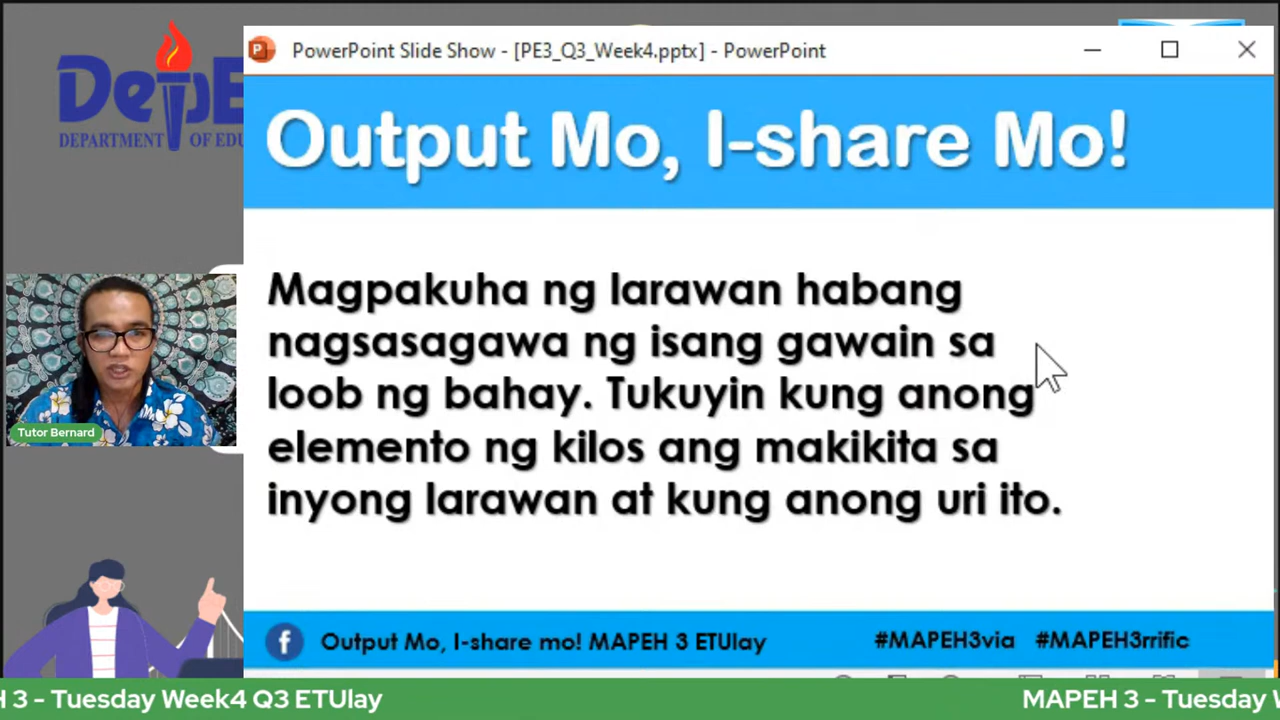 DepE
DEPARTMENT OF EDU
PowerPoint Slide Show - [PE3_Q3_Week4.pptx] - PowerPoint
Output Mo, I-share Mo!
Magpakuha ng larawan habang
nagsasagawa ng isang gawain sa
loob ng bahay. Tukuyin kung anong
elemento ng kilos ang makikita sa
inyong larawan at kung anong uri ito.
Tutor Bernard
Output Mo, I-share mo! MAPEH 3 ETUlay
#MAPEH3via #MAPEH3rrific
H 3 - Tuesday Week4 Q3 ETUlay
MAPEH 3 - Tuesday W